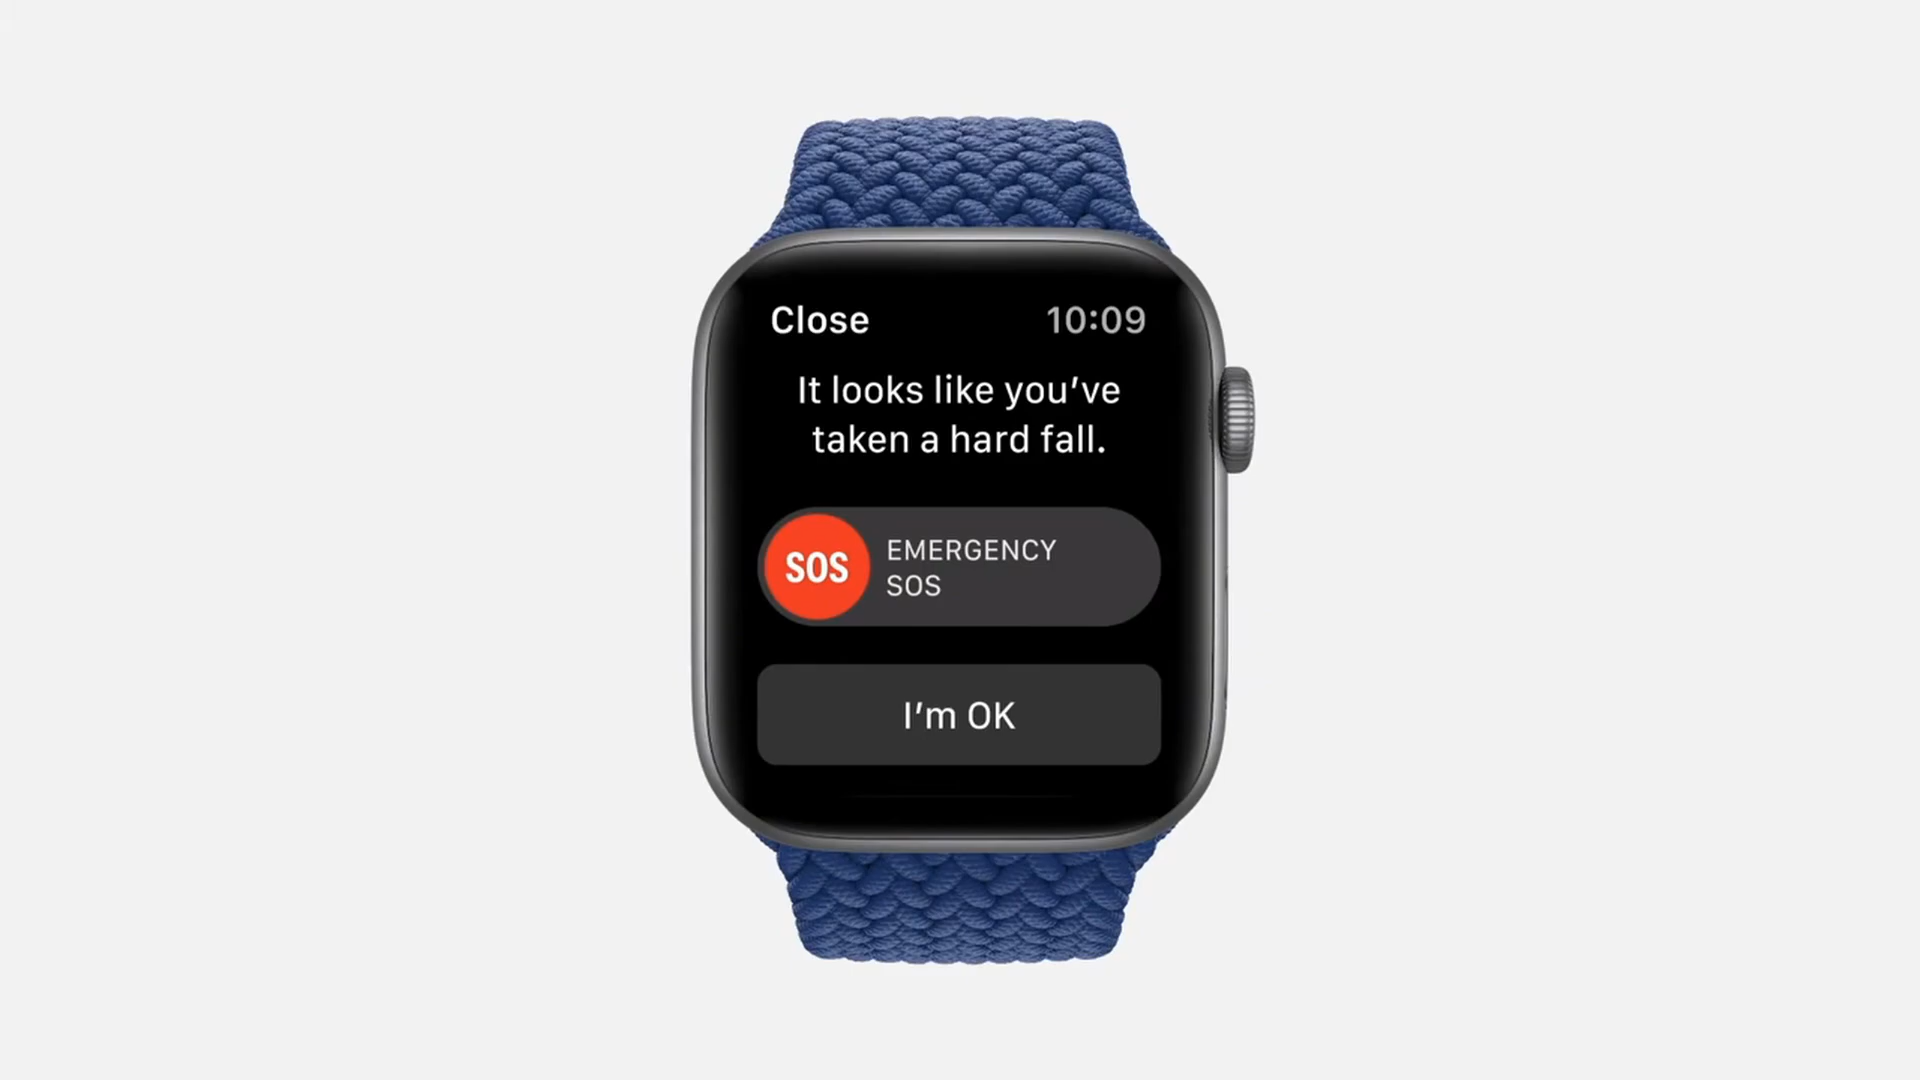 Close 10:09
It looks like you’ve
taken a hard fall.
SOS EMERGENCY
SOS
I’m OK